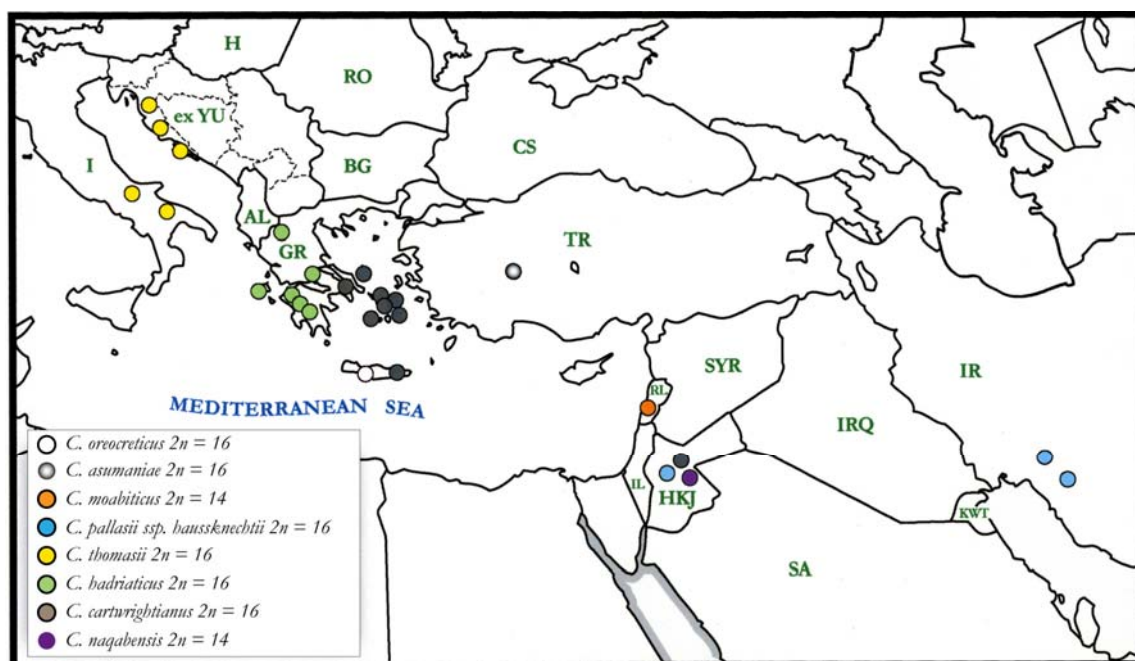 H
RO
ex YU
CS
I
BG
AL
TR
GR
SYR
IR
RL
MEDITERRANEAN SEA
IRQ
C. oreocreticus 2n = 16
C. asumaniae 2n = 16
C. moabiticus 2n = 14
IL
HKJ
KWT
C. pallasii ssp. haussknechtii 2n = 16
C. thomasii 2n = 16
SA
C. hadriaticus 2n = 16
C. cartwrightianus 2n = 16
C. naqabensis 2n = 14